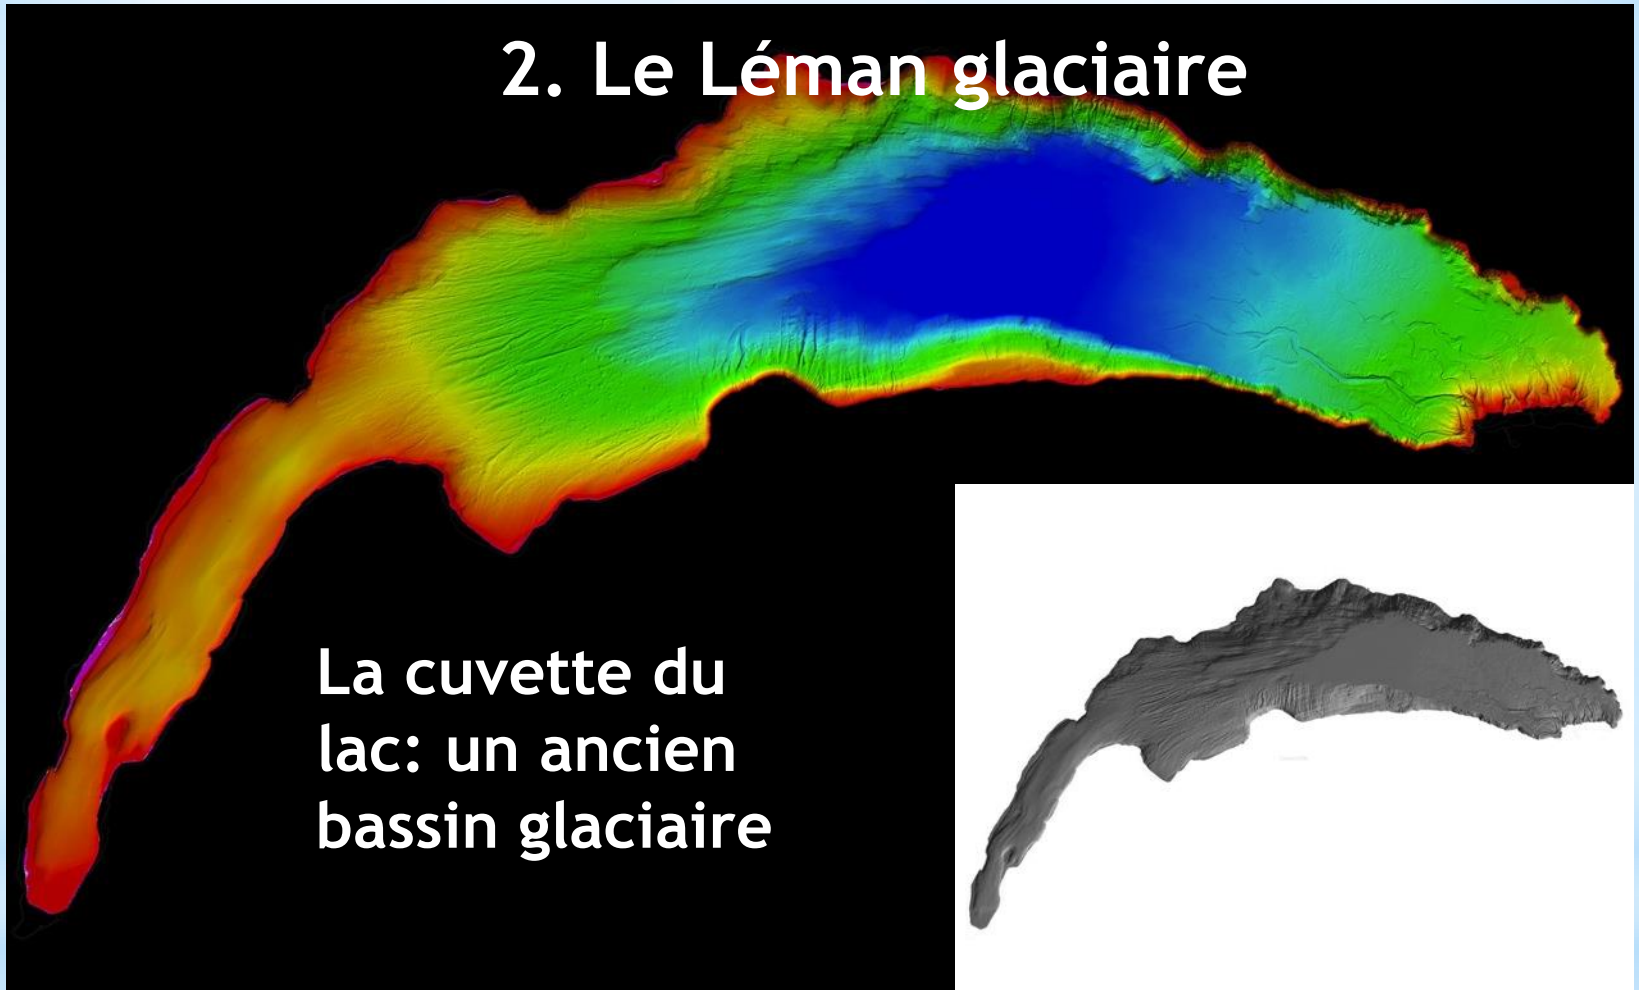 2. Le Léman glaciaire
La cuvette du
lac: un ancien
bassin glaciaire